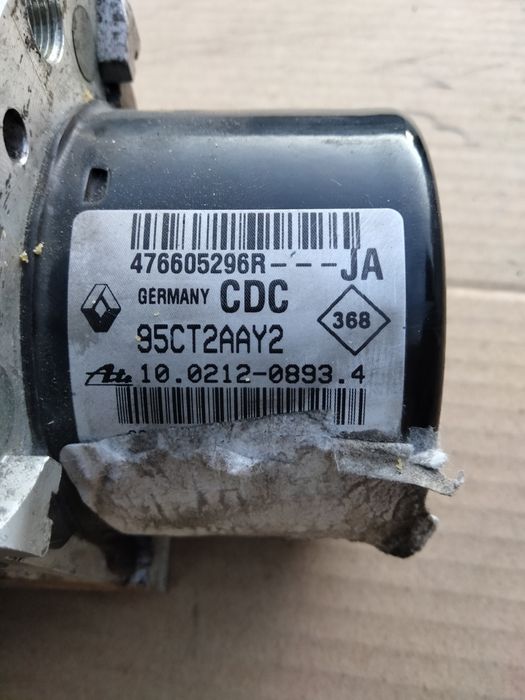 476605296R---JA
GERMANY CDC
368
95CT2AAY2
Ate 10.0212-0893.4